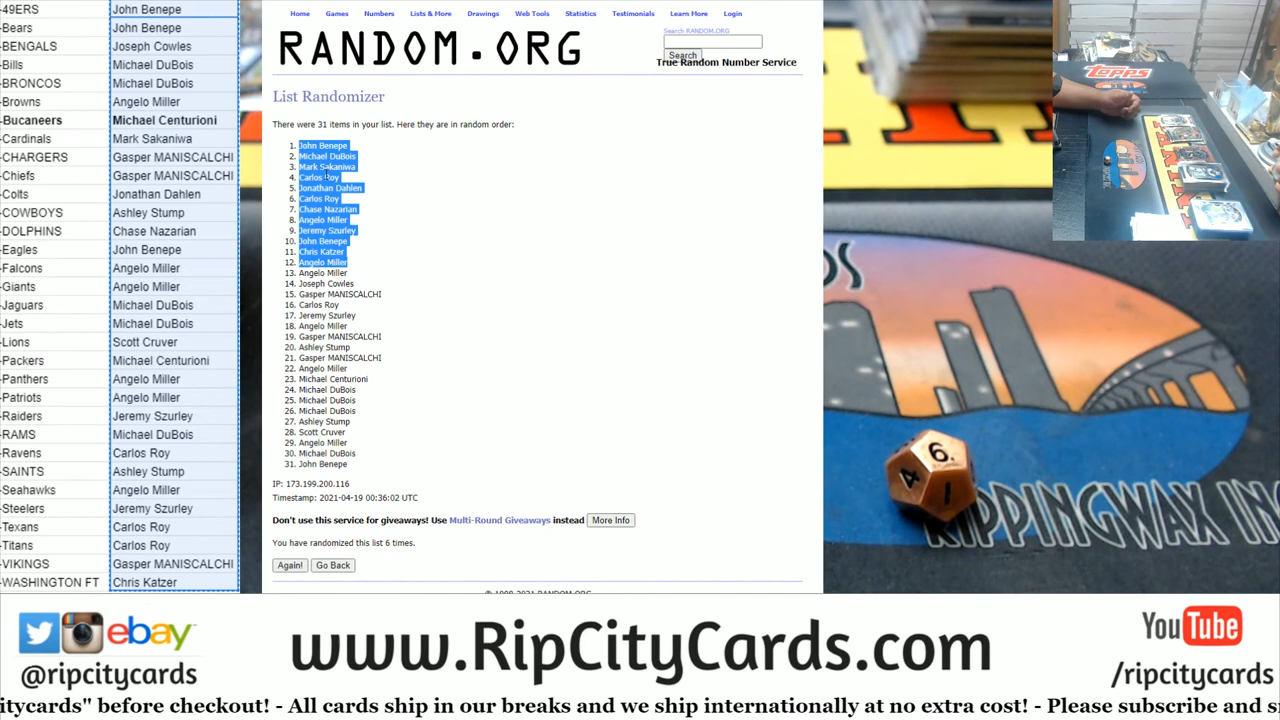 -49ERS John Benepe
Bears John Benepe
-BENGALS Joseph Cowles
-Bills Michael DuBois
-BRONCOS Michael DuBois
-Browns Angelo Miller
-Bucaneers Michael Centurioni
-Cardinals Mark Sakaniwa
-CHARGERS Gasper MANISCALCHI
-Chiefs Gasper MANISCALCHI
-Colts Jonathan Dahlen
-COWBOYS Ashley Stump
-DOLPHINS Chase Nazarian
-Eagles John Benepe
-Falcons Angelo Miller
-Giants Angelo Miller
-Jaguars Michael DuBois
-Jets Michael DuBois
-Lions Scott Cruver
-Packers Michael Centurioni
-Panthers Angelo Miller
-Patriots Angelo Miller
-Raiders Jeremy Szurley
-RAMS Michael DuBois
-Ravens Carlos Roy
-SAINTS Ashley Stump
-Seahawks Angelo Miller
-Steelers Jeremy Szurley
-Texans Carlos Roy
-Titans Carlos Roy
-VIKINGS Gasper MANISCALCHI
-WASHINGTON FT Chris Katzer
Home Games Numbers Lists & More Drawings Web Tools Statistics Testimonials Learn More Login
Search RANDOM.ORG
RANDOM.ORG
Search
True Random Number Service
List Randomizer
There were 31 items in your list. Here they are in random order:
1. John Benepe
2. Michael DuBois
3. Mark Sakaniwa
4. Carlos Roy
5. Jonathan Dahlen
6. Carlos Roy
7. Chase Nazarian
8. Angelo Miller
9. Jeremy Szurley
10. John Benepe
11. Chris Katzer
12. Angelo Miller
13. Angelo Miller
14. Joseph Cowles
15. Gasper MANISCALCHI
16. Carlos Roy
17. Jeremy Szurley
18. Angelo Miller
19. Gasper MANISCALCHI
20. Ashley Stump
21. Gasper MANISCALCHI
22. Angelo Miller
23. Michael Centurioni
24. Michael DuBois
25. Michael DuBois
26. Michael DuBois
27. Ashley Stump
28. Scott Cruver
29. Angelo Miller
30. Michael DuBois
31. John Benepe
IP: 173.199.200.116
Timestamp: 2021-04-19 00:36:02 UTC
Don't use this service for giveaways! Use Multi-Round Giveaways instead More Info
You have randomized this list 6 times.
Again! Go Back
Topps
6.
4
1
RIPPINGWAX INC
ebay
@ripcitycards
www.RipCityCards.com
YouTube
/ripcitycards
itycards" before checkout! - All cards ship in our breaks and we ship internationally at no extra cost! - Please subscribe and s